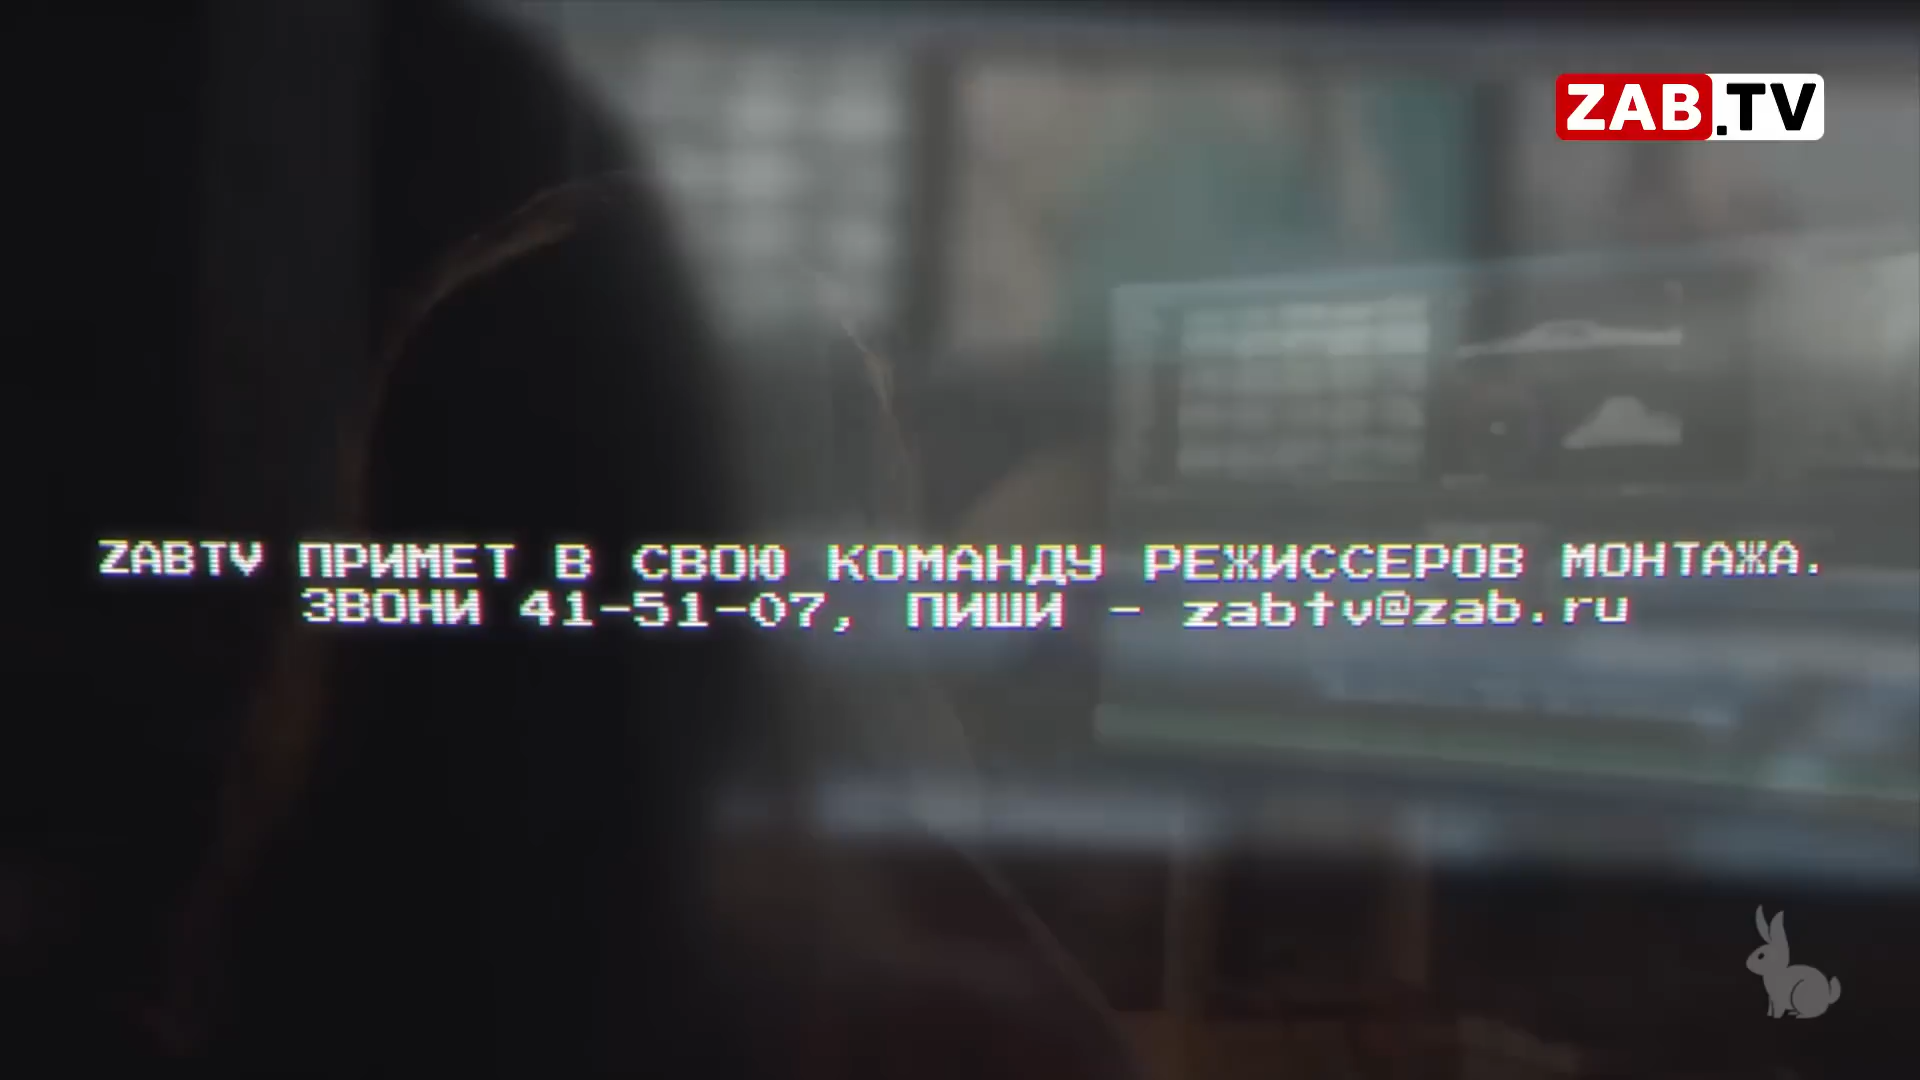 ZAB.TV
ZABTV ПРИМЕТ В СВОЮ КОМАНДУ РЕЖИССЕРОВ МОНТАЖА.
ЗВОНИ 41-51-07, ПИШИ - zabtv@zab.ru